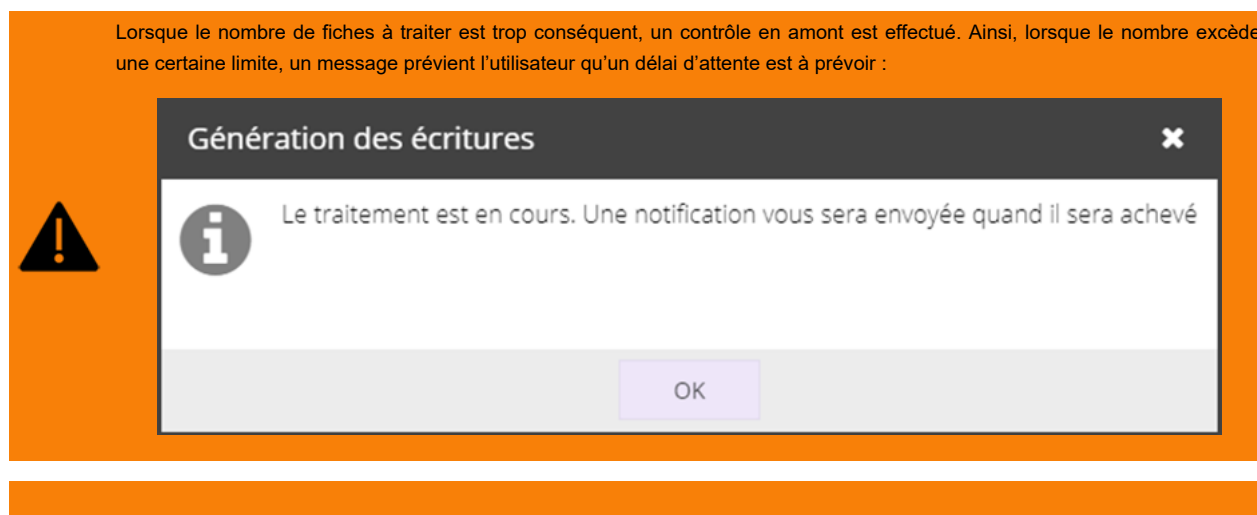 Lorsque le nombre de fiches à traiter est trop conséquent, un contrôle en amont est effectué. Ainsi, lorsque le nombre excède
une certaine limite, un message prévient l’utilisateur qu’un délai d’attente est à prévoir :
Génération des écritures
Le traitement est en cours. Une notification vous sera envoyée quand il sera achevé
OK